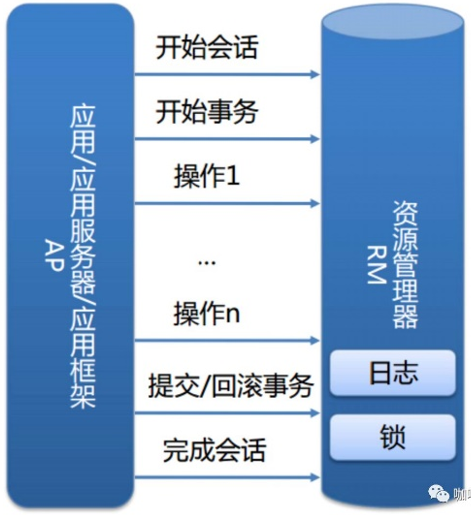 应用/应用服务器/应用框架
AP
开始会话
开始事务
操作1
...
操作n
提交/回滚事务
完成会话
资源管理器
RM
日志
锁